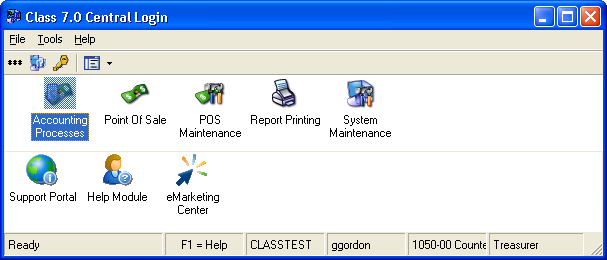 Class 7.0 Central Login
File Tools Help
Accounting Processes
Point Of Sale
POS Maintenance
Report Printing
System Maintenance
Support Portal
Help Module
eMarketing Center
Ready F1 = Help CLASSTEST ggordon 1050-00 Counte Treasurer